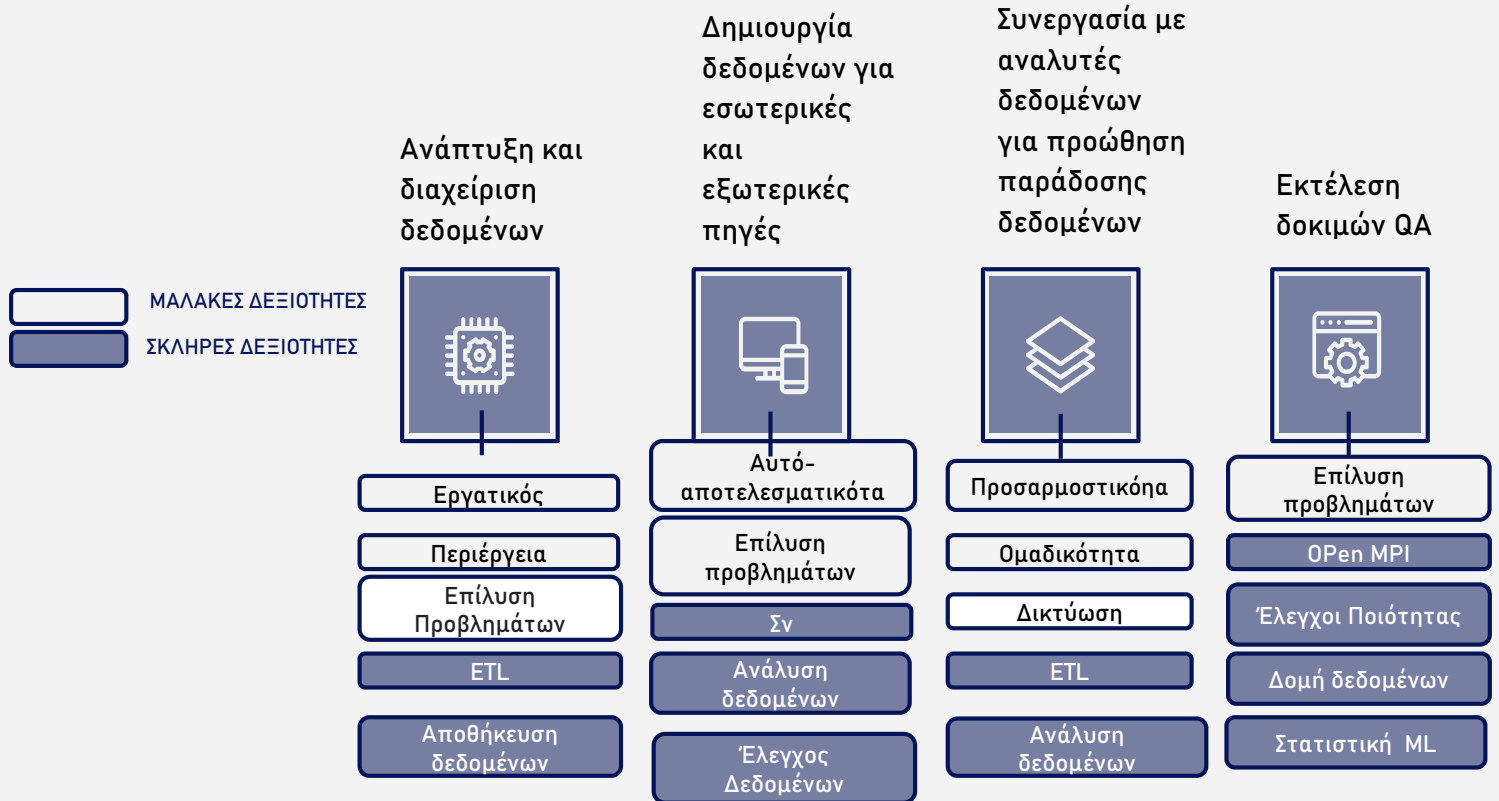 Ανάπτυξη και
διαχείριση
δεδομένων
Δημιουργία
δεδομένων για
εσωτερικές
και
εξωτερικές
πηγές
Συνεργασία με
αναλυτές
δεδομένων
για προώθηση
παράδοσης
δεδομένων
Εκτέλεση
δοκιμών QA
ΜΑΛΑΚΕΣ ΔΕΞΙΟΤΗΤΕΣ
ΣΚΛΗΡΕΣ ΔΕΞΙΟΤΗΤΕΣ
Εργατικός
Περιέργεια
Επίλυση
Προβλημάτων
ETL
Αποθήκευση
δεδομένων
Αυτό-
αποτελεσματικότα
Επίλυση
προβλημάτων
Σν
Ανάλυση
δεδομένων
Έλεγχος
Δεδομένων
Προσαρμοστικόηα
Ομαδικότητα
Δικτύωση
ETL
Ανάλυση
δεδομένων
Επίλυση
προβλημάτων
OPen MPI
Έλεγχοι Ποιότητας
Δομή δεδομένων
Στατιστική ML